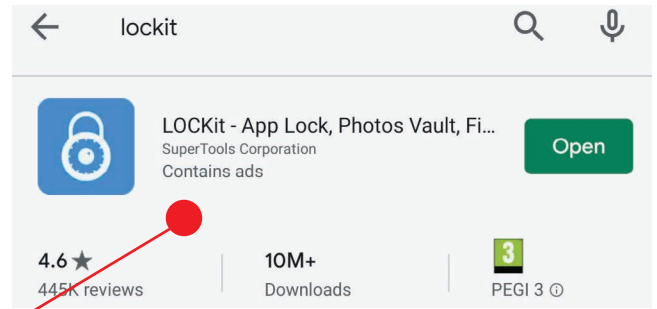 lockit
LOCKit - App Lock, Photos Vault, Fi...
SuperTools Corporation
Contains ads
Open
4.6★
445K reviews
10M+
Downloads
3
PEGI 3